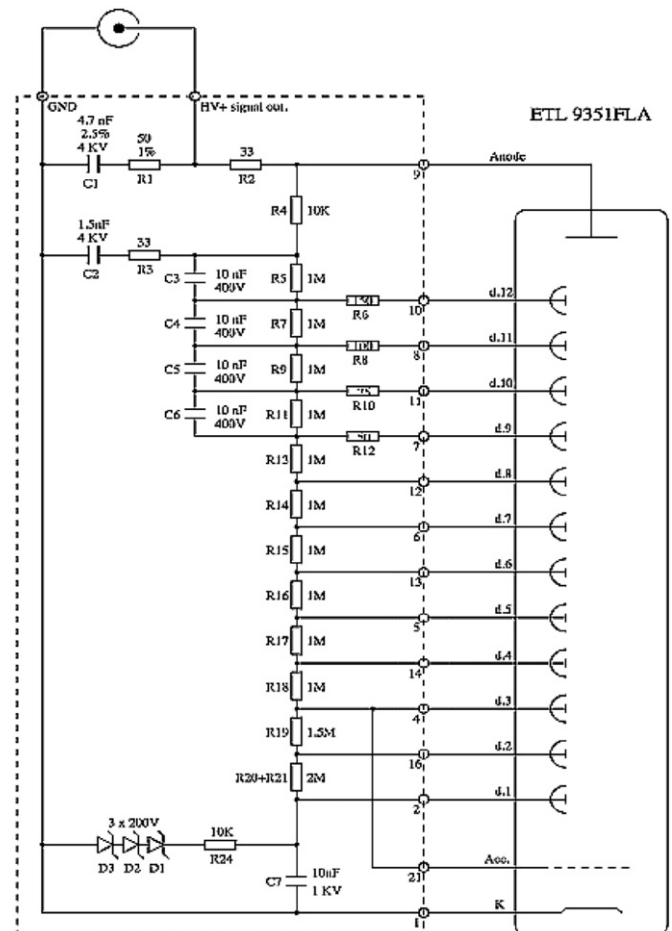 GND
HV+ signal out.
ETL 9351FLA
4.7 nF
2.5%
4 KV
C1
50
1%
R1
33
R2
9
Anode
R4
10K
1.5nF
4 KV
C2
33
R3
C3
10 nF
400V
R5
1M
150
R6
10
d.12
C4
10 nF
400V
R7
1M
100
R8
8
d.11
C5
10 nF
400V
R9
1M
R10
11
d.10
C6
10 nF
400V
R11
1M
50
R12
7
d.9
R13
1M
12
d.8
R14
1M
6
d.7
R15
1M
13
d.6
R16
1M
5
d.5
R17
1M
14
d.4
R18
1M
4
d.3
R19
1.5M
16
d.2
R20+R21
2M
2
d.1
3 x 200V
D3
D2
D1
10K
R24
C7
10nF
1 KV
21
Acc.
1
K